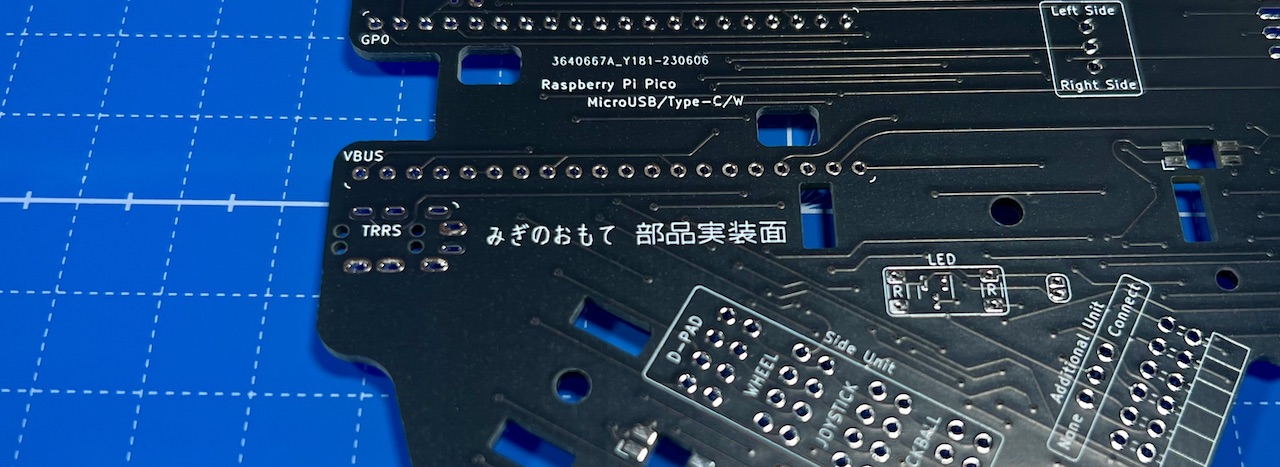 GP0
Left Side
Right Side
3640667A_Y181-230606
Raspberry Pi Pico
MicroUSB/Type-C/W
VBUS
TRRS
みぎのおもて 部品実装面
LED
R
R
Side Unit
D-PAD
WHEEL
JOYSTICK
Additional Unit
None
Connect